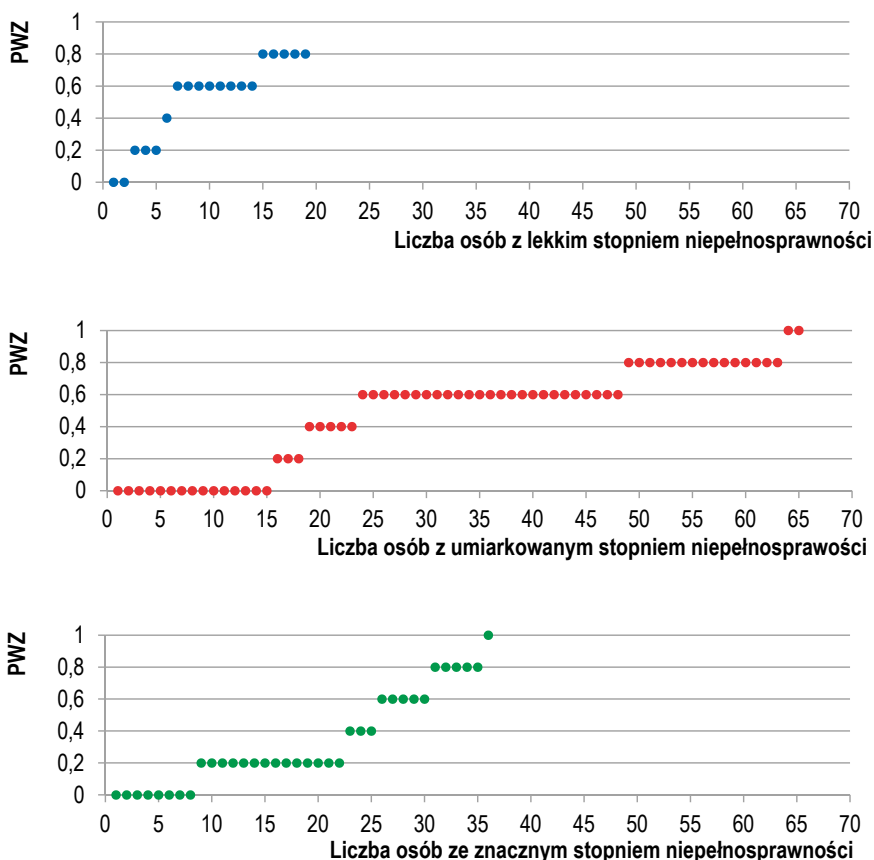 PWZ
1
0,8
0,6
0,4
0,2
0
0 5 10 15 20 25 30 35 40 45 50 55 60 65 70
Liczba osób z lekkim stopniem niepełnosprawności
PWZ
1
0,8
0,6
0,4
0,2
0
0 5 10 15 20 25 30 35 40 45 50 55 60 65 70
Liczba osób z umiarkowanym stopniem niepełnosprawości
PWZ
1
0,8
0,6
0,4
0,2
0
0 5 10 15 20 25 30 35 40 45 50 55 60 65 70
Liczba osób ze znacznym stopniem niepełnosprawności